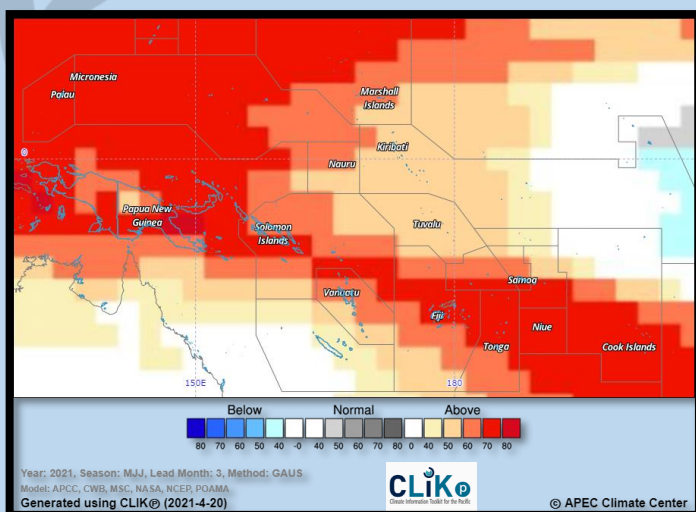 Micronesia
Palau
Marshall
Islands
Kiribati
0
Nauru
Papua New
Guinea
Solomon
Islands
Tuvalu
Samoa
Vanuatu
Fiji
Niue
Tonga
Cook Islands
150E
180
Below Normal Above
80 70 60 50 40 -0 40 50 60 70 80 0 40 50 60 70 80
Year: 2021, Season: MJJ, Lead Month: 3, Method: GAUS
Model: APCC, CWB, MSC, NASA, NCEP, POAMA
Generated using CLIK℗ (2021-4-20)
CLiK℗
Climate Information Toolkit for the Pacific
© APEC Climate Center